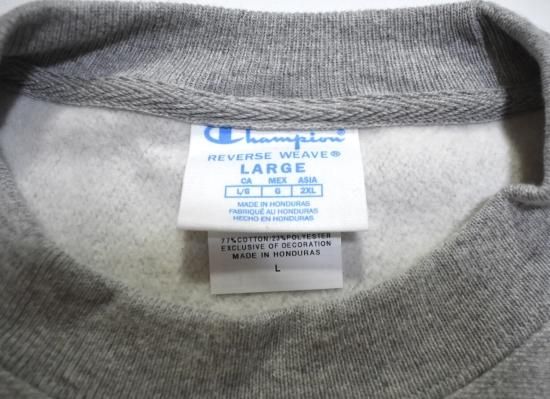 Champion
REVERSE WEAVE®
LARGE
CA MEX ASIA
L/G G 2XL
MADE IN HONDURAS
FABRIQUÉ AU HONDURAS
HECHO EN HONDURAS
77%COTTON/23%POLYESTER
EXCLUSIVE OF DECORATION
MADE IN HONDURAS
L